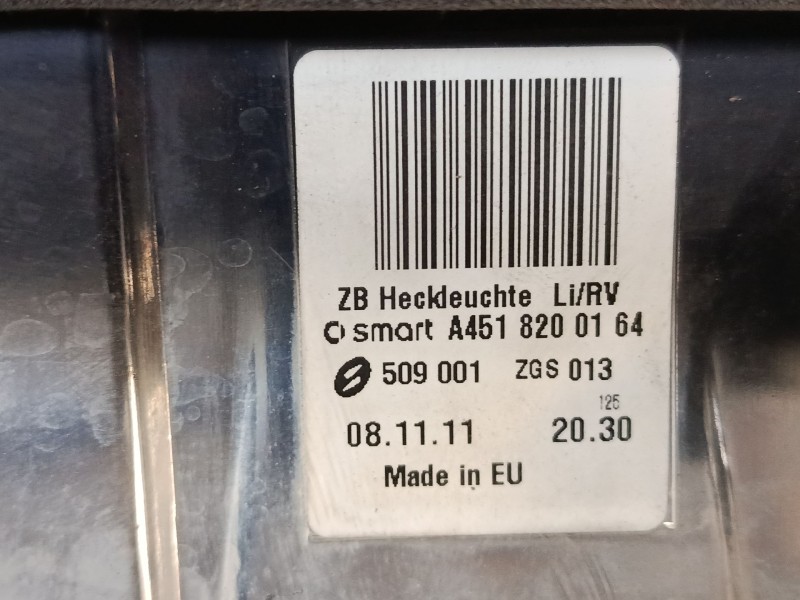 ZB Heckleuchte Li/RV
smart A451 820 01 64
509 001 ZGS 013
125
08.11.11 20.30
Made in EU